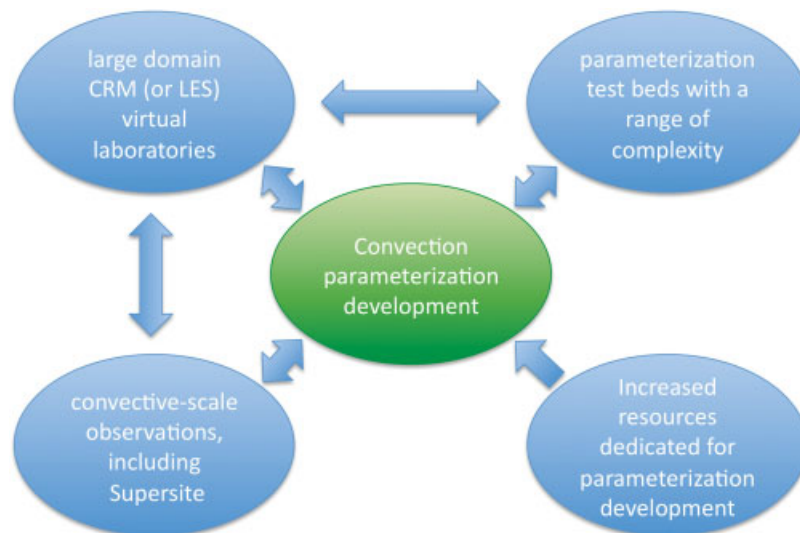 large domain
CRM (or LES)
virtual
laboratories
parameterization
test beds with a
range of
complexity
Convection
parameterization
development
convective-scale
observations,
including
Supersite
Increased
resources
dedicated for
parameterization
development